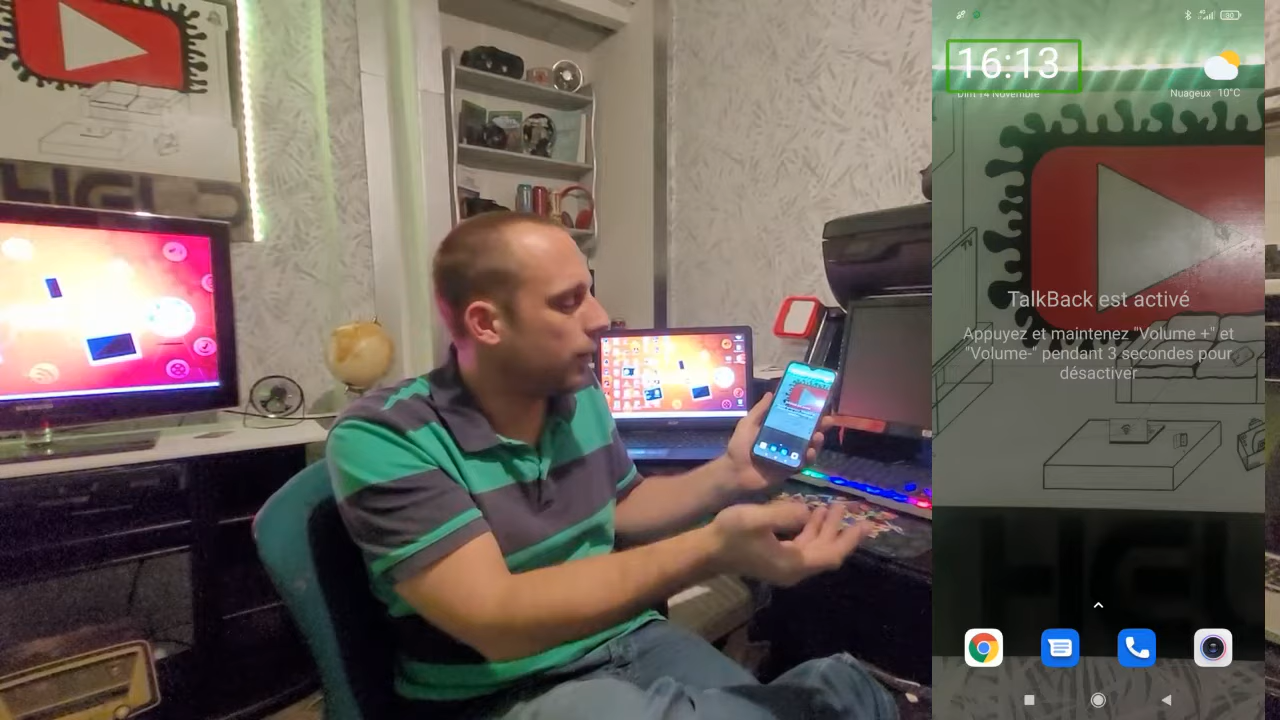 16:13
Dim 14 Novembre
Nuageux 10°C
TalkBack est activé
Appuyez et maintenez "Volume +" et
"Volume-" pendant 3 secondes pour
désactiver